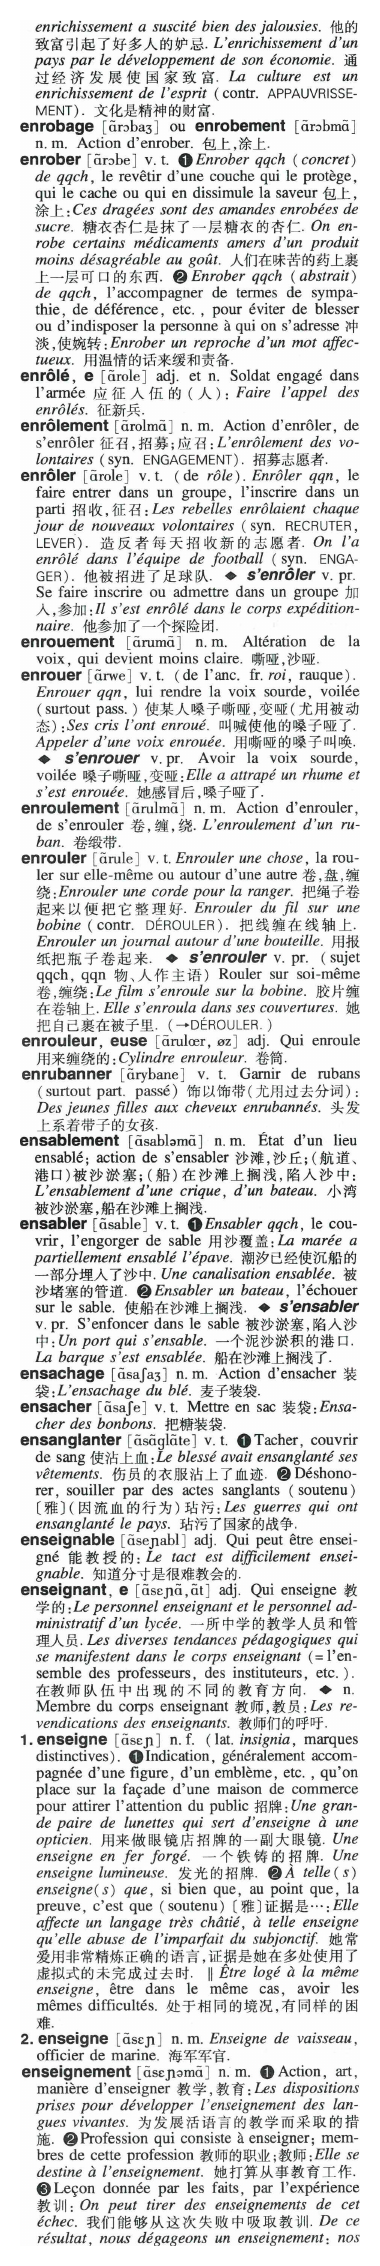 enrichissement a suscité bien des jalousies. 他的
致富引起了好多人的妒忌. L'enrichissement d'un
pays par le développement de son économie. 通
过经济发展使国家致富. La culture est un
enrichissement de l'esprit (contr. APPAUVRISSE-
MENT). 文化是精神的财富.
enrobage [ɑ̃rɔbaʒ] ou enrobement [ɑ̃rɔbmɑ̃]
n. m. Action d'enrober. 包上,涂上.
enrober [ɑ̃rɔbe] v. t. ❶ Enrober qqch (concret)
de qqch, le revêtir d'une couche qui le protège,
qui le cache ou qui en dissimule la saveur 包上,
涂上:Ces dragées sont des amandes enrobées de
sucre. 糖衣杏仁是抹了一层糖衣的杏仁. On en-
robe certains médicaments amers d'un produit
moins désagréable au goût. 人们在味苦的药上裹
上一层可口的东西. ❷ Enrober qqch (abstrait)
de qqch, l'accompagner de termes de sympa-
thie, de déférence, etc., pour éviter de blesser
ou d'indisposer la personne à qui on s'adresse 冲
淡,使婉转:Enrober un reproche d'un mot affec-
tueux. 用温情的话来缓和责备.
enrôlé, e [ɑ̃role] adj. et n. Soldat engagé dans
l'armée 应征入伍的(人): Faire l'appel des
enrôlés. 征新兵.
enrôlement [ɑ̃rolmɑ̃] n. m. Action d'enrôler, de
s'enrôler 征召,招募;应召:L'enrôlement des vo-
lontaires (syn. ENGAGEMENT). 招募志愿者.
enrôler [ɑ̃role] v. t. (de rôle). Enrôler qqn, le
faire entrer dans un groupe, l'inscrire dans un
parti 招收,征召:Les rebelles enrôlaient chaque
jour de nouveaux volontaires (syn. RECRUTER,
LEVER). 造反者每天招收新的志愿者. On l'a
enrôlé dans l'équipe de football (syn. ENGA-
GER). 他被招进了足球队. ◆ s'enrôler v. pr.
Se faire inscrire ou admettre dans un groupe 加
入,参加:Il s'est enrôlé dans le corps expédition-
naire. 他参加了一个探险团.
enrouement [ɑ̃rumɑ̃] n. m. Altération de la
voix, qui devient moins claire. 嘶哑,沙哑.
enrouer [ɑ̃rwe] v. t. (de l'anc. fr. roi, rauque).
Enrouer qqn, lui rendre la voix sourde, voilée
(surtout pass.) 使某人嗓子嘶哑,变哑(尤用被动
态):Ses cris l'ont enroué. 叫喊使他的嗓子哑了.
Appeler d'une voix enrouée. 用嘶哑的嗓子叫唤.
◆ s'enrouer v. pr. Avoir la voix sourde,
voilée 嗓子嘶哑,变哑:Elle a attrapé un rhume et
s'est enrouée. 她感冒后,嗓子哑了.
enroulement [ɑ̃rulmɑ̃] n. m. Action d'enrouler,
de s'enrouler 卷,缠,绕. L'enroulement d'un ru-
ban. 卷缎带.
enrouler [ɑ̃rule] v. t. Enrouler une chose, la rou-
ler sur elle-même ou autour d'une autre 卷,盘,缠
绕:Enrouler une corde pour la ranger. 把绳子卷
起来以便把它整理好. Enrouler du fil sur une
bobine (contr. DÉROULER). 把线缠在线轴上.
Enrouler un journal autour d'une bouteille. 用报
纸把瓶子卷起来. ◆ s'enrouler v. pr. (sujet
qqch, qqn 物、人作主语) Rouler sur soi-même
卷,缠绕:Le film s'enroule sur la bobine. 胶片缠
在卷轴上. Elle s'enroula dans ses couvertures. 她
把自己裹在被子里. (→DÉROULER.)
enrouleur, euse [ɑ̃rulœr, øz] adj. Qui enroule
用来缠绕的:Cylindre enrouleur. 卷筒.
enrubanner [ɑ̃rybane] v. t. Garnir de rubans
(surtout part. passé) 饰以饰带(尤用过去分词):
Des jeunes filles aux cheveux enrubannés. 头发
上系着带子的女孩.
ensablement [ɑ̃sabləmɑ̃] n. m. État d'un lieu
ensablé; action de s'ensabler 沙滩,沙丘;(航道、
港口)被沙淤塞;(船)在沙滩上搁浅,陷入沙中:
L'ensablement d'une crique, d'un bateau. 小湾
被沙淤塞,船在沙滩上搁浅.
ensabler [ɑ̃sable] v. t. ❶ Ensabler qqch, le cou-
vrir, l'engorger de sable 用沙覆盖:La marée a
partiellement ensablé l'épave. 潮汐已经使沉船的
一部分埋入了沙中. Une canalisation ensablée. 被
沙堵塞的管道. ❷ Ensabler un bateau, l'échouer
sur le sable. 使船在沙滩上搁浅. ◆ s'ensabler
v. pr. S'enfoncer dans le sable 被沙淤塞,陷入沙
中:Un port qui s'ensable. 一个泥沙淤积的港口.
La barque s'est ensablée. 船在沙滩上搁浅了.
ensachage [ɑ̃saʃaʒ] n. m. Action d'ensacher 装
袋:L'ensachage du blé. 麦子装袋.
ensacher [ɑ̃saʃe] v. t. Mettre en sac 装袋:Ensa-
cher des bonbons. 把糖装袋.
ensanglanter [ɑ̃sɑ̃glɑ̃te] v. t. ❶ Tacher, couvrir
de sang 使沾上血:Le blessé avait ensanglanté ses
vêtements. 伤员的衣服沾上了血迹. ❷ Déshono-
rer, souiller par des actes sanglants (soutenu)
〔雅〕(因流血的行为)玷污:Les guerres qui ont
ensanglanté le pays. 玷污了国家的战争.
enseignable [ɑ̃sɛɲabl] adj. Qui peut être ensei-
gné 能教授的: Le tact est difficilement ensei-
gnable. 知道分寸是很难教会的.
enseignant, e [ɑ̃sɛɲɑ̃,ɑ̃t] adj. Qui enseigne 教
学的:Le personnel enseignant et le personnel ad-
ministratif d'un lycée. 一所中学的教学人员和管
理人员. Les diverses tendances pédagogiques qui
se manifestent dans le corps enseignant (=l'en-
semble des professeurs, des instituteurs, etc.).
在教师队伍中出现的不同的教育方向. ◆ n.
Membre du corps enseignant 教师,教员:Les re-
vendications des enseignants. 教师们的呼吁.
1. enseigne [ɑ̃sɛɲ] n. f. (lat. insignia, marques
distinctives). ❶ Indication, généralement accom-
pagnée d'une figure, d'un emblème, etc., qu'on
place sur la façade d'une maison de commerce
pour attirer l'attention du public 招牌:Une gran-
de paire de lunettes qui sert d'enseigne à une
opticien. 用来做眼镜店招牌的一副大眼镜. Une
enseigne en fer forgé. 一个铁铸的招牌. Une
enseigne lumineuse. 发光的招牌. ❷ À telle(s)
enseigne(s) que, si bien que, au point que, la
preuve, c'est que (soutenu) 〔雅〕证据是…:Elle
affecte un langage très châtié, à telle enseigne
qu'elle abuse de l'imparfait du subjonctif. 她常
爱用非常精炼正确的语言,证据是她在多处使用了
虚拟式的未完成过去时. ‖ Être logé à la même
enseigne, être dans le même cas, avoir les
mêmes difficultés. 处于相同的境况,有同样的困
难.
2. enseigne [ɑ̃sɛɲ] n. m. Enseigne de vaisseau,
officier de marine. 海军军官.
enseignement [ɑ̃sɛɲəmɑ̃] n. m. ❶ Action, art,
manière d'enseigner 教学,教育:Les dispositions
prises pour développer l'enseignement des lan-
gues vivantes. 为发展活语言的教学而采取的措
施. ❷ Profession qui consiste à enseigner; mem-
bres de cette profession 教师的职业;教师:Elle se
destine à l'enseignement. 她打算从事教育工作.
❸ Leçon donnée par les faits, par l'expérience
教训: On peut tirer des enseignements de cet
échec. 我们能够从这次失败中吸取教训. De ce
résultat, nous dégageons un enseignement: nos